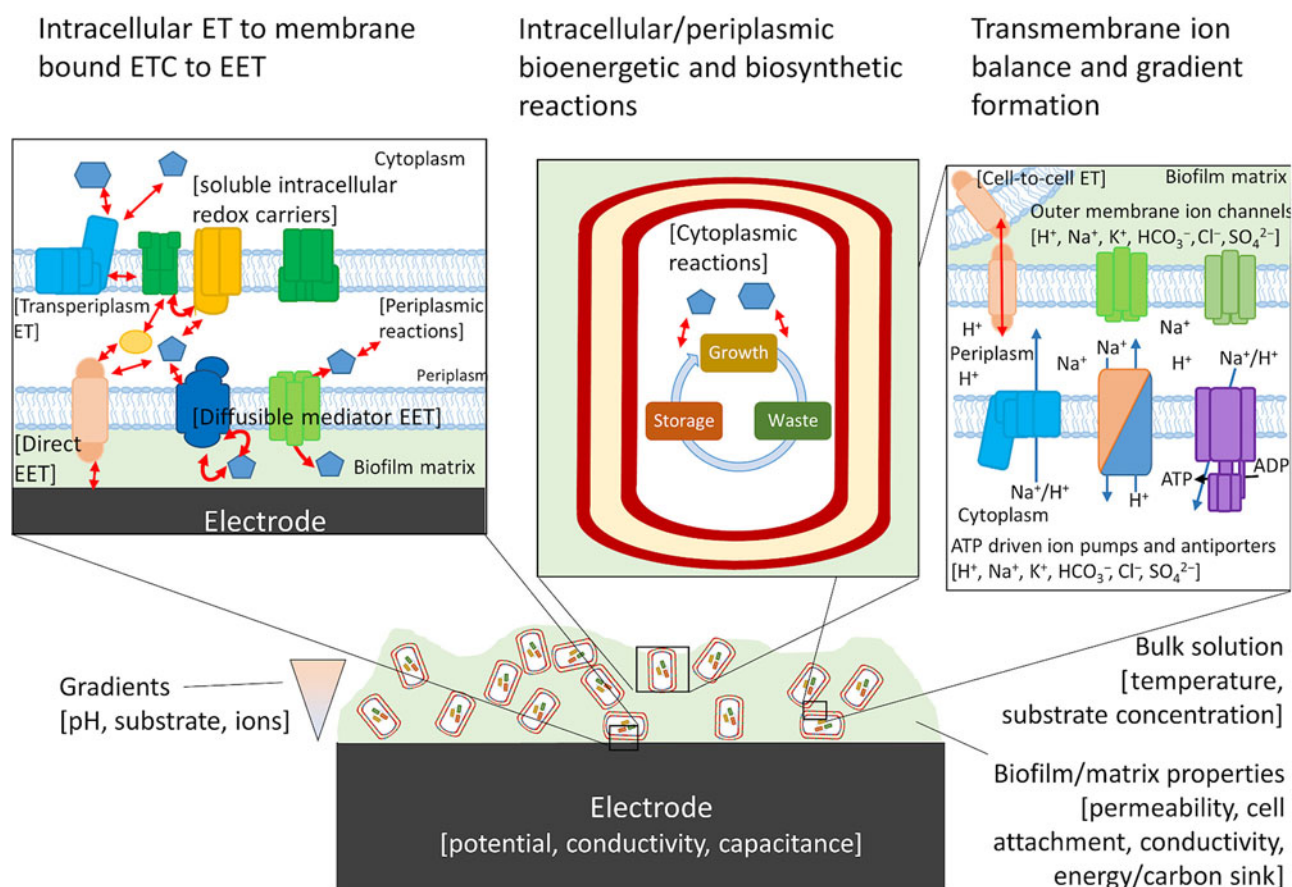 Intracellular ET to membrane
bound ETC to EET
Intracellular/periplasmic
bioenergetic and biosynthetic
reactions
Transmembrane ion
balance and gradient
formation
Cytoplasm
[soluble intracellular
redox carriers]
[Transperiplasm
ET]
[Periplasmic
reactions]
Periplasm
[Diffusible mediator EET]
[Direct
EET]
Biofilm matrix
Electrode
[Cytoplasmic
reactions]
Growth
Storage
Waste
[Cell-to-cell ET]
Biofilm matrix
Outer membrane ion channels
[H⁺, Na⁺, K⁺, HCO₃⁻, Cl⁻, SO₄²⁻]
H⁺
Na⁺
Periplasm
Na⁺
H⁺
Na⁺
H⁺
Na⁺/H⁺
ATP
ADP
Na⁺/H⁺
H⁺
Cytoplasm
ATP driven ion pumps and antiporters
[H⁺, Na⁺, K⁺, HCO₃⁻, Cl⁻, SO₄²⁻]
Gradients
[pH, substrate, ions]
Bulk solution
[temperature,
substrate concentration]
Biofilm/matrix properties
[permeability, cell
attachment, conductivity,
energy/carbon sink]
Electrode
[potential, conductivity, capacitance]